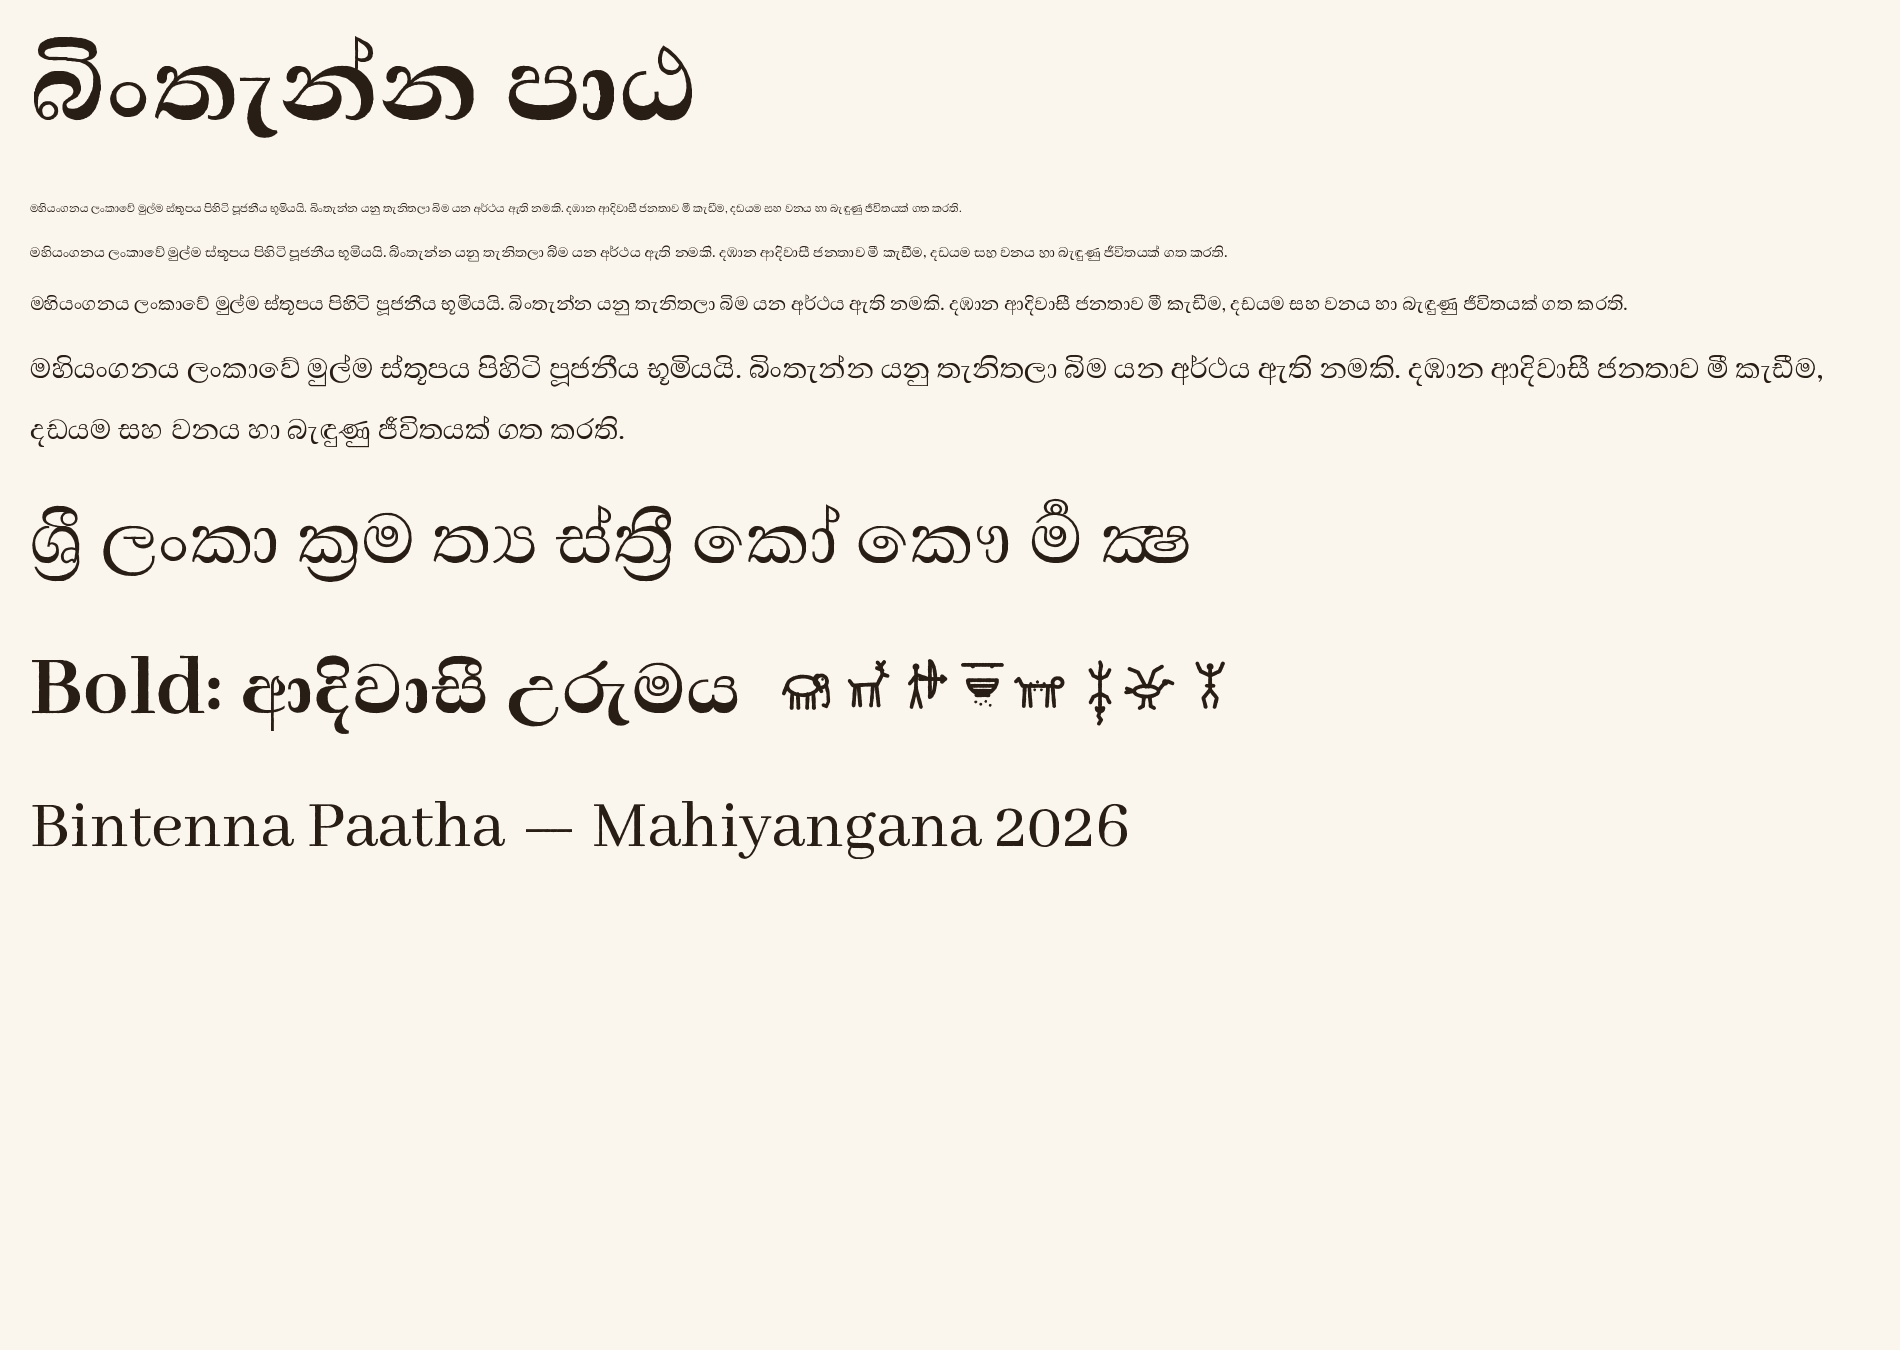 බින්තැන්න පාඨ
මහියංගනය ලංකාවේ මුල්ම ස්තූපය පිහිටි පූජනීය භූමියයි. බිංතැන්න යනු තැනිතලා බිම යන අර්ථය ඇති නමකි. දඹාන ආදිවාසී ජනතාව මී කැඩීම, දඩයම සහ වනය හා බැඳුණු ජීවිතයක් ගත කරති.
මහියංගනය ලංකාවේ මුල්ම ස්තූපය පිහිටි පූජනීය භූමියයි. බිංතැන්න යනු තැනිතලා බිම යන අර්ථය ඇති නමකි. දඹාන ආදිවාසී ජනතාව මී කැඩීම, දඩයම සහ වනය හා බැඳුණු ජීවිතයක් ගත කරති.
මහියංගනය ලංකාවේ මුල්ම ස්තූපය පිහිටි පූජනීය භූමියයි. බිංතැන්න යනු තැනිතලා බිම යන අර්ථය ඇති නමකි. දඹාන ආදිවාසී ජනතාව මී කැඩීම, දඩයම සහ වනය හා බැඳුණු ජීවිතයක් ගත කරති.
මහියංගනය ලංකාවේ මුල්ම ස්තූපය පිහිටි පූජනීය භූමියයි. බිංතැන්න යනු තැනිතලා බිම යන අර්ථය ඇති නමකි. දඹාන ආදිවාසී ජනතාව මී කැඩීම,
දඩයම සහ වනය හා බැඳුණු ජීවිතයක් ගත කරති.
ශ්‍රී ලංකා ක්‍රම ත්‍ය ස්ත්‍රී කෝ කෞ ර්‍ම ක්‍ෂ
Bold: ආදිවාසී උරුමය
Bintenna Paatha — Mahiyangana 2026